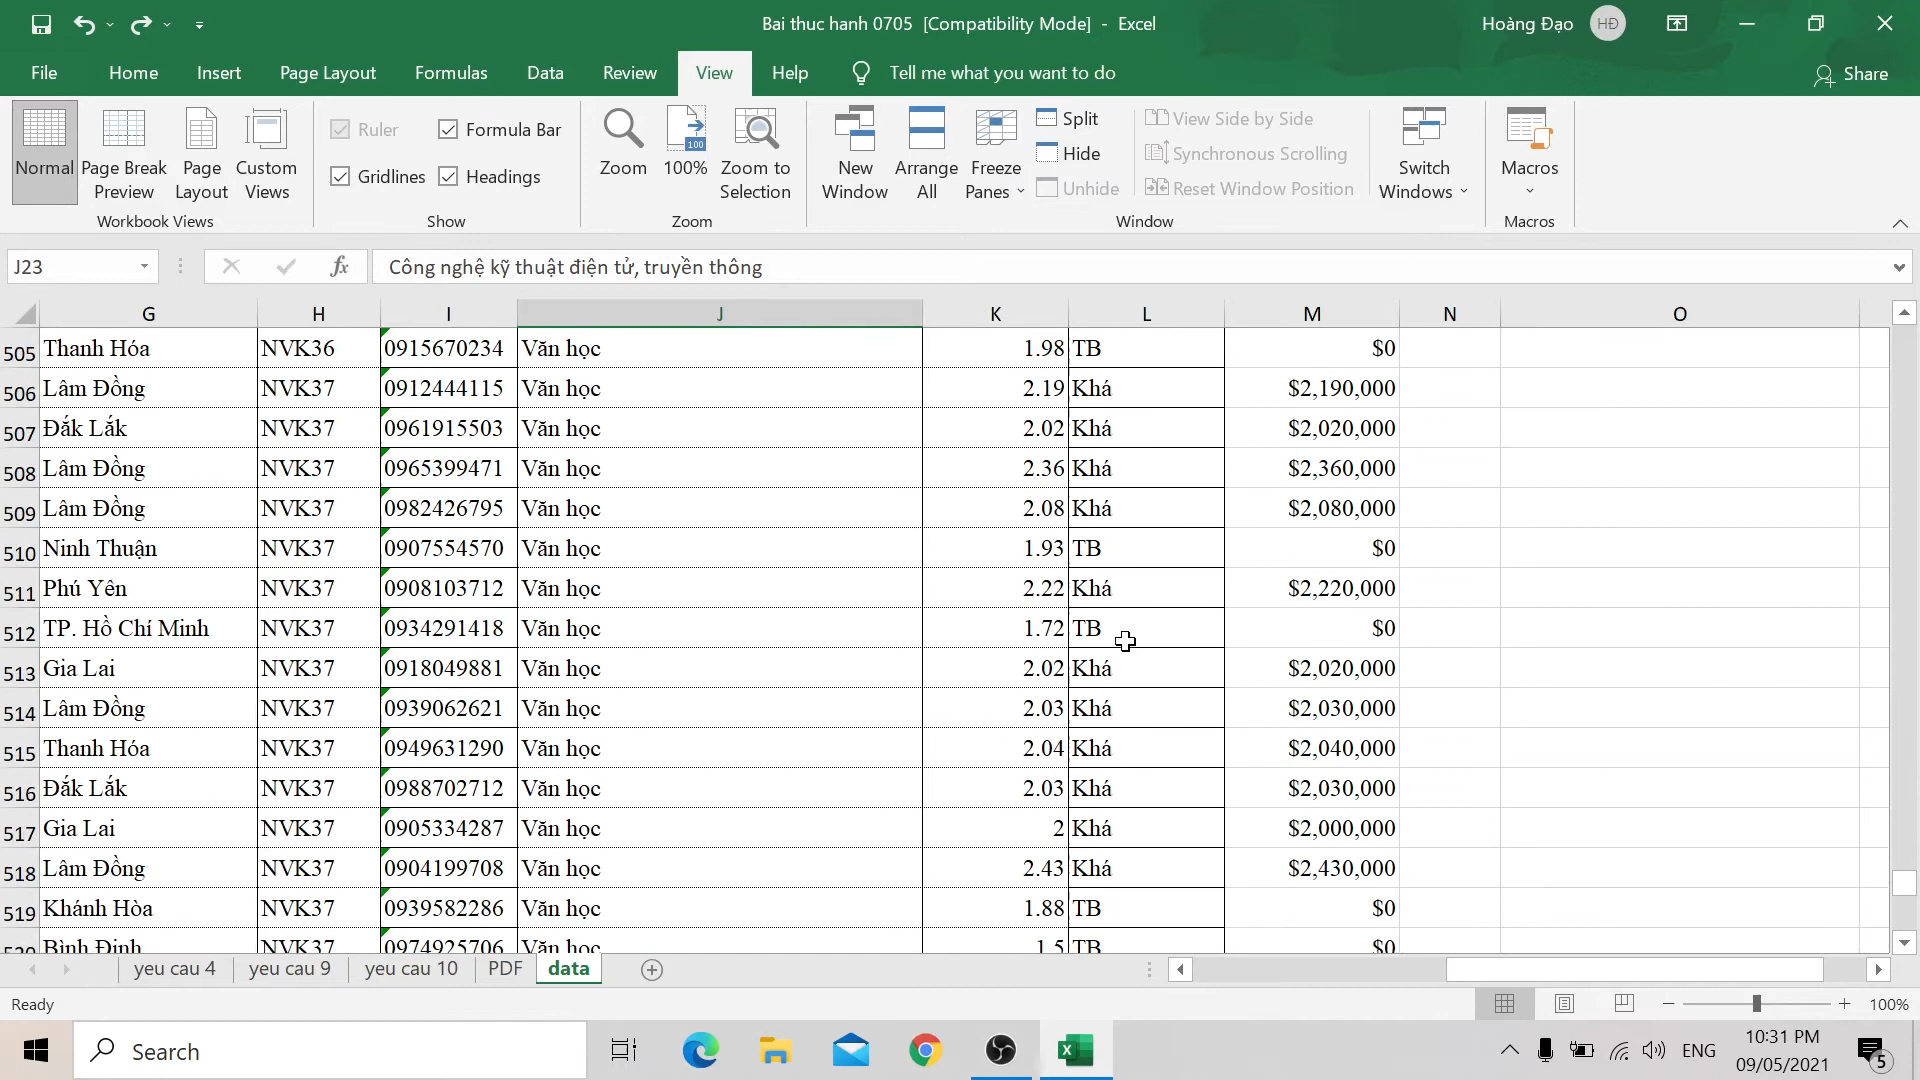 Bai thuc hanh 0705 [Compatibility Mode] - Excel
Hoàng Đạo HĐ
File Home Insert Page Layout Formulas Data Review View Help Tell me what you want to do Share
Normal
Page Break Preview
Page Layout
Custom Views
Workbook Views
Ruler Formula Bar
Gridlines Headings
Show
Zoom
100
100%
Zoom to Selection
Zoom
New Window
Arrange All
Freeze Panes
Split
Hide
Unhide
View Side by Side
Synchronous Scrolling
Reset Window Position
Window
Switch Windows
Macros
Macros
J23 fx Công nghệ kỹ thuật điện tử, truyền thông
G H I J K L M N O
505 Thanh Hóa NVK36 0915670234 Văn học 1.98 TB $0
506 Lâm Đồng NVK37 0912444115 Văn học 2.19 Khá $2,190,000
507 Đắk Lắk NVK37 0961915503 Văn học 2.02 Khá $2,020,000
508 Lâm Đồng NVK37 0965399471 Văn học 2.36 Khá $2,360,000
509 Lâm Đồng NVK37 0982426795 Văn học 2.08 Khá $2,080,000
510 Ninh Thuận NVK37 0907554570 Văn học 1.93 TB $0
511 Phú Yên NVK37 0908103712 Văn học 2.22 Khá $2,220,000
512 TP. Hồ Chí Minh NVK37 0934291418 Văn học 1.72 TB $0
513 Gia Lai NVK37 0918049881 Văn học 2.02 Khá $2,020,000
514 Lâm Đồng NVK37 0939062621 Văn học 2.03 Khá $2,030,000
515 Thanh Hóa NVK37 0949631290 Văn học 2.04 Khá $2,040,000
516 Đắk Lắk NVK37 0988702712 Văn học 2.03 Khá $2,030,000
517 Gia Lai NVK37 0905334287 Văn học 2 Khá $2,000,000
518 Lâm Đồng NVK37 0904199708 Văn học 2.43 Khá $2,430,000
519 Khánh Hòa NVK37 0939582286 Văn học 1.88 TB $0
520 Bình Định NVK37 0974925706 Văn học 1.5 TB $0
yeu cau 4 yeu cau 9 yeu cau 10 PDF data
Ready 100%
Search
ENG
10:31 PM
09/05/2021
5